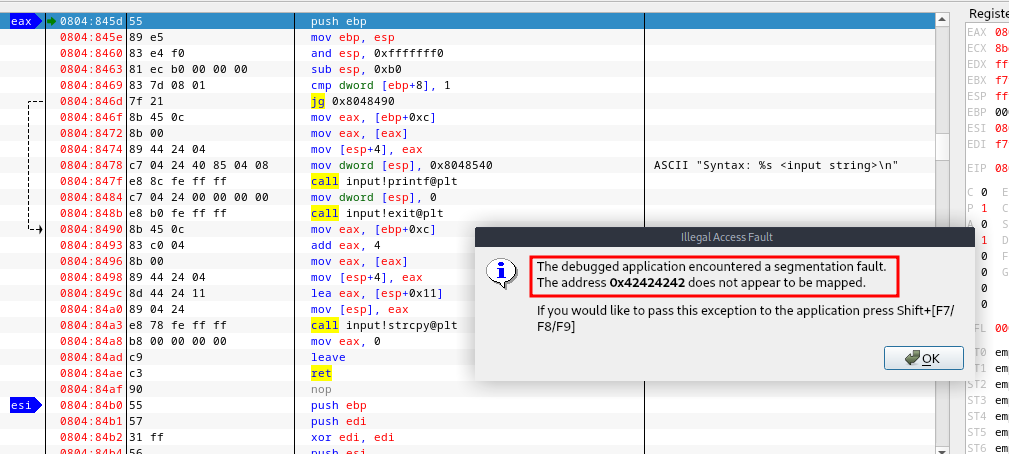 Registe
eax 0804:845d 55 push ebp
0804:845e 89 e5 mov ebp, esp
0804:8460 83 e4 f0 and esp, 0xfffffff0
0804:8463 81 ec b0 00 00 00 sub esp, 0xb0
0804:8469 83 7d 08 01 cmp dword [ebp+8], 1
0804:846d 7f 21 jg 0x8048490
0804:846f 8b 45 0c mov eax, [ebp+0xc]
0804:8472 8b 00 mov eax, [eax]
0804:8474 89 44 24 04 mov [esp+4], eax
0804:8478 c7 04 24 40 85 04 08 mov dword [esp], 0x8048540 ASCII "Syntax: %s <input string>\n"
0804:847f e8 8c fe ff ff call input!printf@plt
0804:8484 c7 04 24 00 00 00 00 mov dword [esp], 0
0804:848b e8 b0 fe ff ff call input!exit@plt
0804:8490 8b 45 0c mov eax, [ebp+0xc]
0804:8493 83 c0 04 add eax, 4
0804:8496 8b 00 mov eax, [eax]
0804:8498 89 44 24 04 mov [esp+4], eax
0804:849c 8d 44 24 11 lea eax, [esp+0x11]
0804:84a0 89 04 24 mov [esp], eax
0804:84a3 e8 78 fe ff ff call input!strcpy@plt
0804:84a8 b8 00 00 00 00 mov eax, 0
0804:84ad c9 leave
0804:84ae c3 ret
0804:84af 90 nop
esi 0804:84b0 55 push ebp
0804:84b1 57 push edi
0804:84b2 31 ff xor edi, edi
0804:84b4 56 push esi
EAX 08
ECX 8b
EDX ff
EBX f7
ESP ff
EBP 00
ESI 08
EDI f7
EIP 08
C 0 E
P 1 C
A 0 S
1 D
0 F
0 G
0
0
FL 00
ST0 em
ST1 em
ST2 em
ST3 em
ST4 em
ST5 em
ST6 em
Illegal Access Fault
The debugged application encountered a segmentation fault.
The address 0x42424242 does not appear to be mapped.
If you would like to pass this exception to the application press Shift+[F7/
F8/F9]
OK